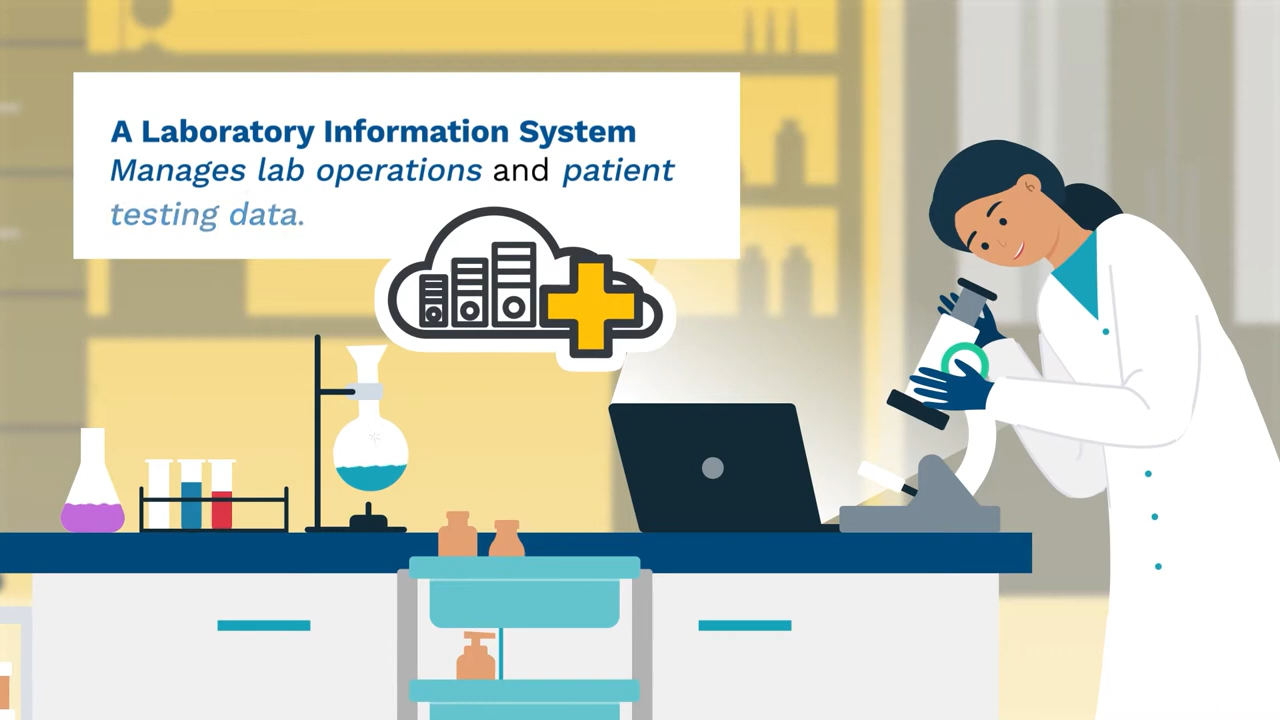 A Laboratory Information System
Manages lab operations and patient
testing data.